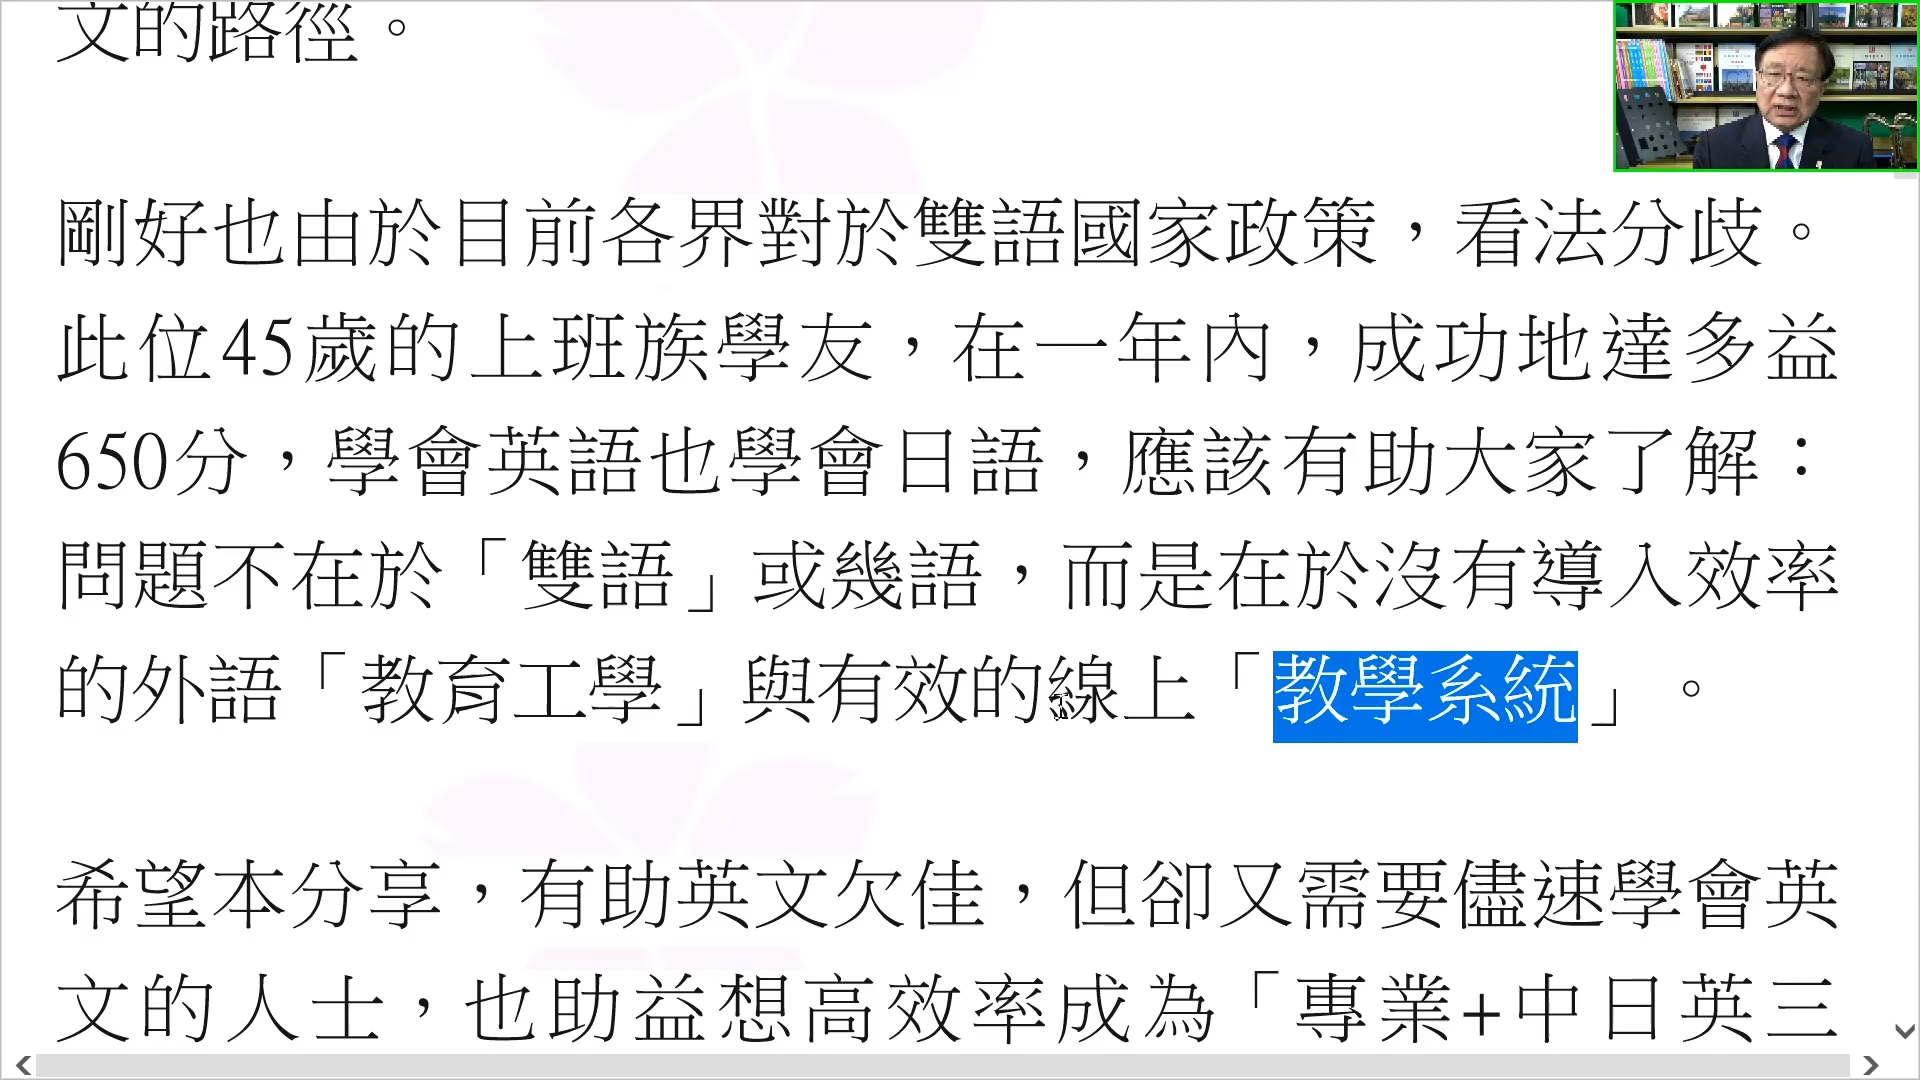 文的路徑。
剛好也由於目前各界對於雙語國家政策，看法分歧。
此位45歲的上班族學友，在一年內，成功地達多益
650分，學會英語也學會日語，應該有助大家了解：
問題不在於「雙語」或幾語，而是在於沒有導入效率
的外語「教育工學」與有效的線上「教學系統」。
希望本分享，有助英文欠佳，但卻又需要儘速學會英
文的人士，也助益想高效率成為「專業+中日英三